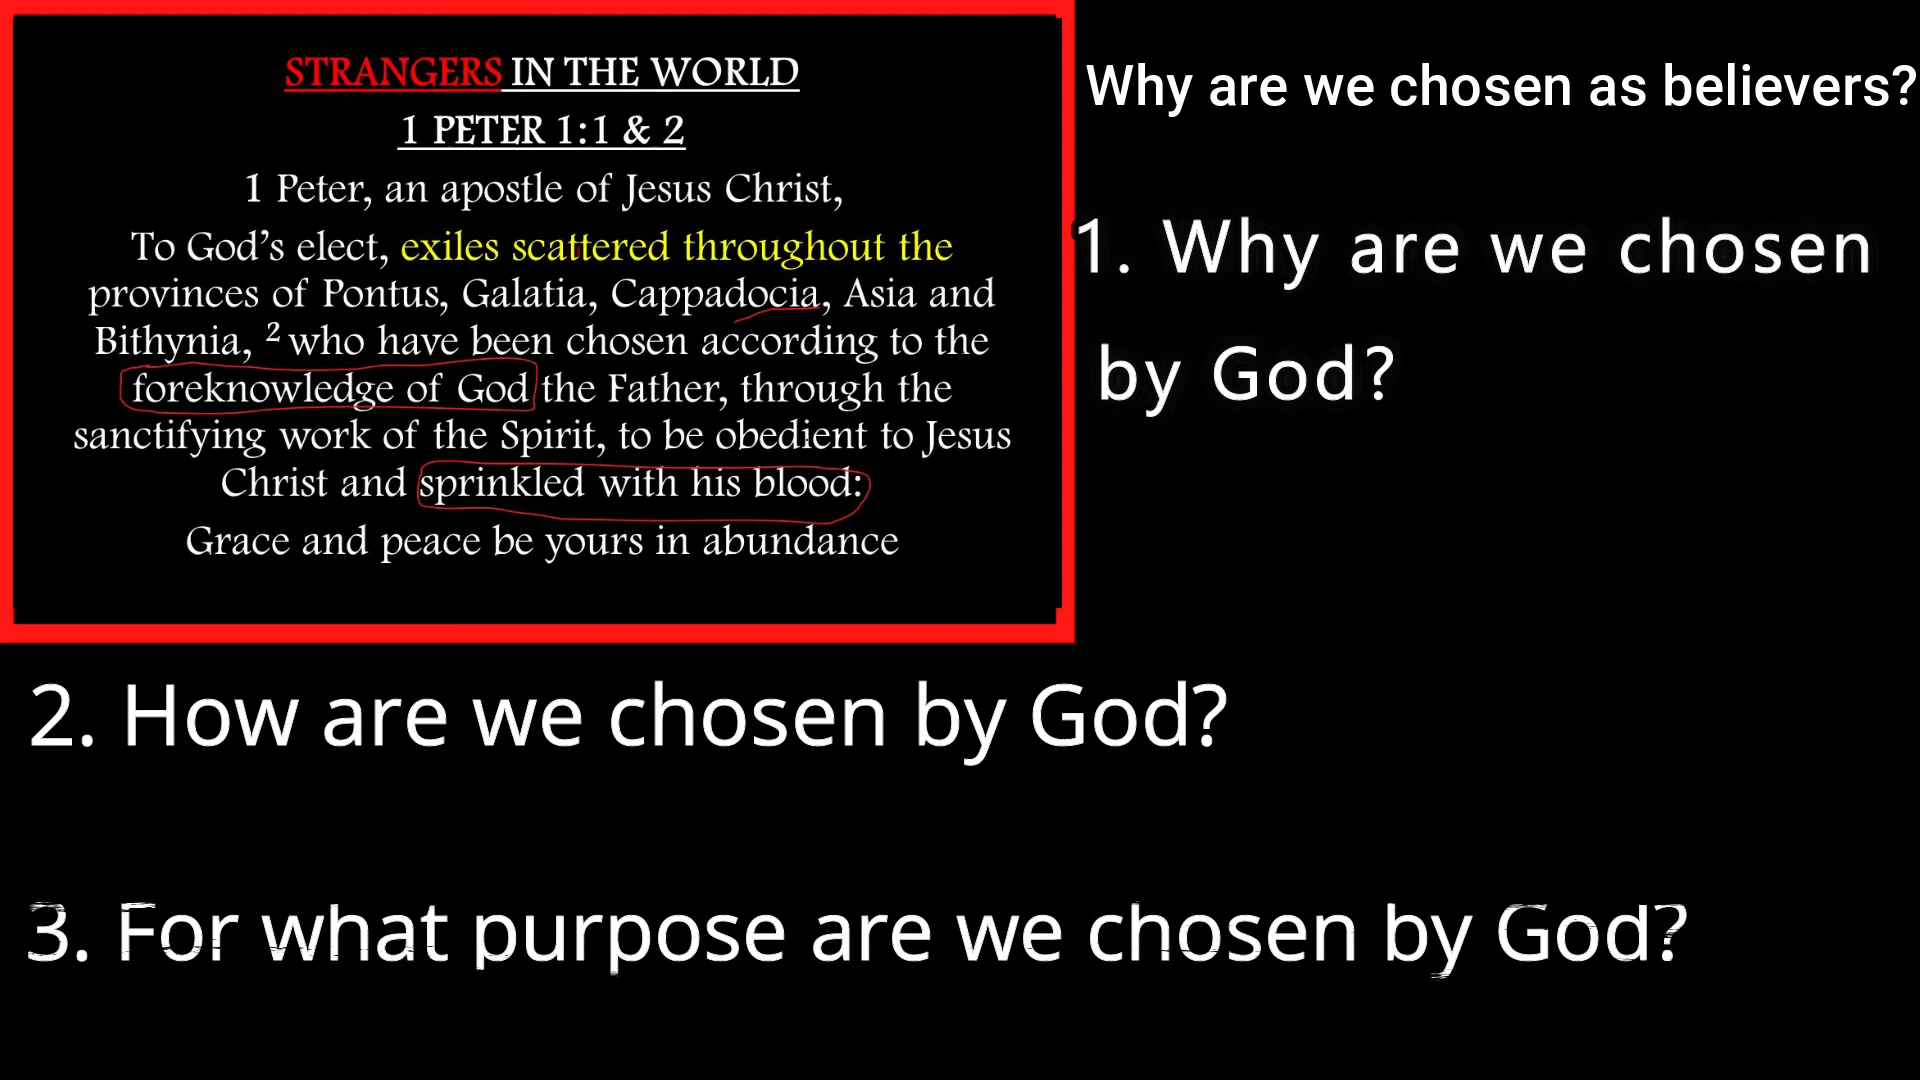 STRANGERS IN THE WORLD
1 PETER 1:1 & 2
1 Peter, an apostle of Jesus Christ,
To God’s elect, exiles scattered throughout the
provinces of Pontus, Galatia, Cappadocia, Asia and
Bithynia, ² who have been chosen according to the
foreknowledge of God the Father, through the
sanctifying work of the Spirit, to be obedient to Jesus
Christ and sprinkled with his blood:
Grace and peace be yours in abundance
Why are we chosen as believers?
1. Why are we chosen
by God?
2. How are we chosen by God?
3. For what purpose are we chosen by God?